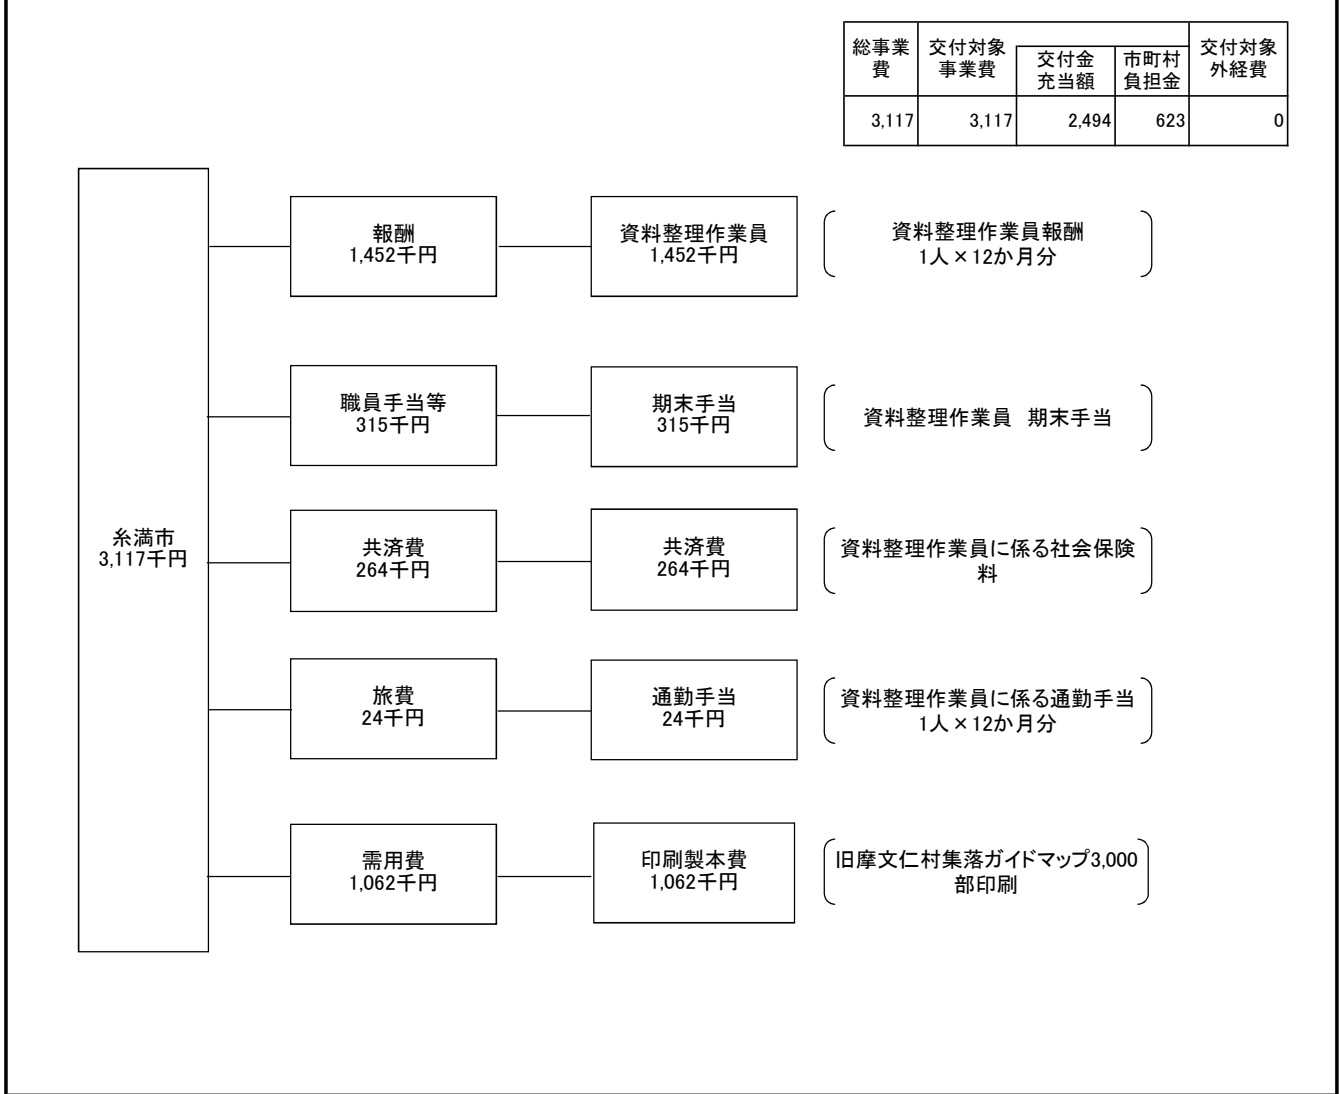 総事業
費
交付対象
事業費
交付金
充当額
市町村
負担金
交付対象
外経費
3,117
3,117
2,494
623
0
糸満市
3,117千円
報酬
1,452千円
資料整理作業員
1,452千円
資料整理作業員報酬
1人×12か月分
職員手当等
315千円
期末手当
315千円
資料整理作業員　期末手当
共済費
264千円
共済費
264千円
資料整理作業員に係る社会保険
料
旅費
24千円
通勤手当
24千円
資料整理作業員に係る通勤手当
1人×12か月分
需用費
1,062千円
印刷製本費
1,062千円
旧摩文仁村集落ガイドマップ3,000
部印刷